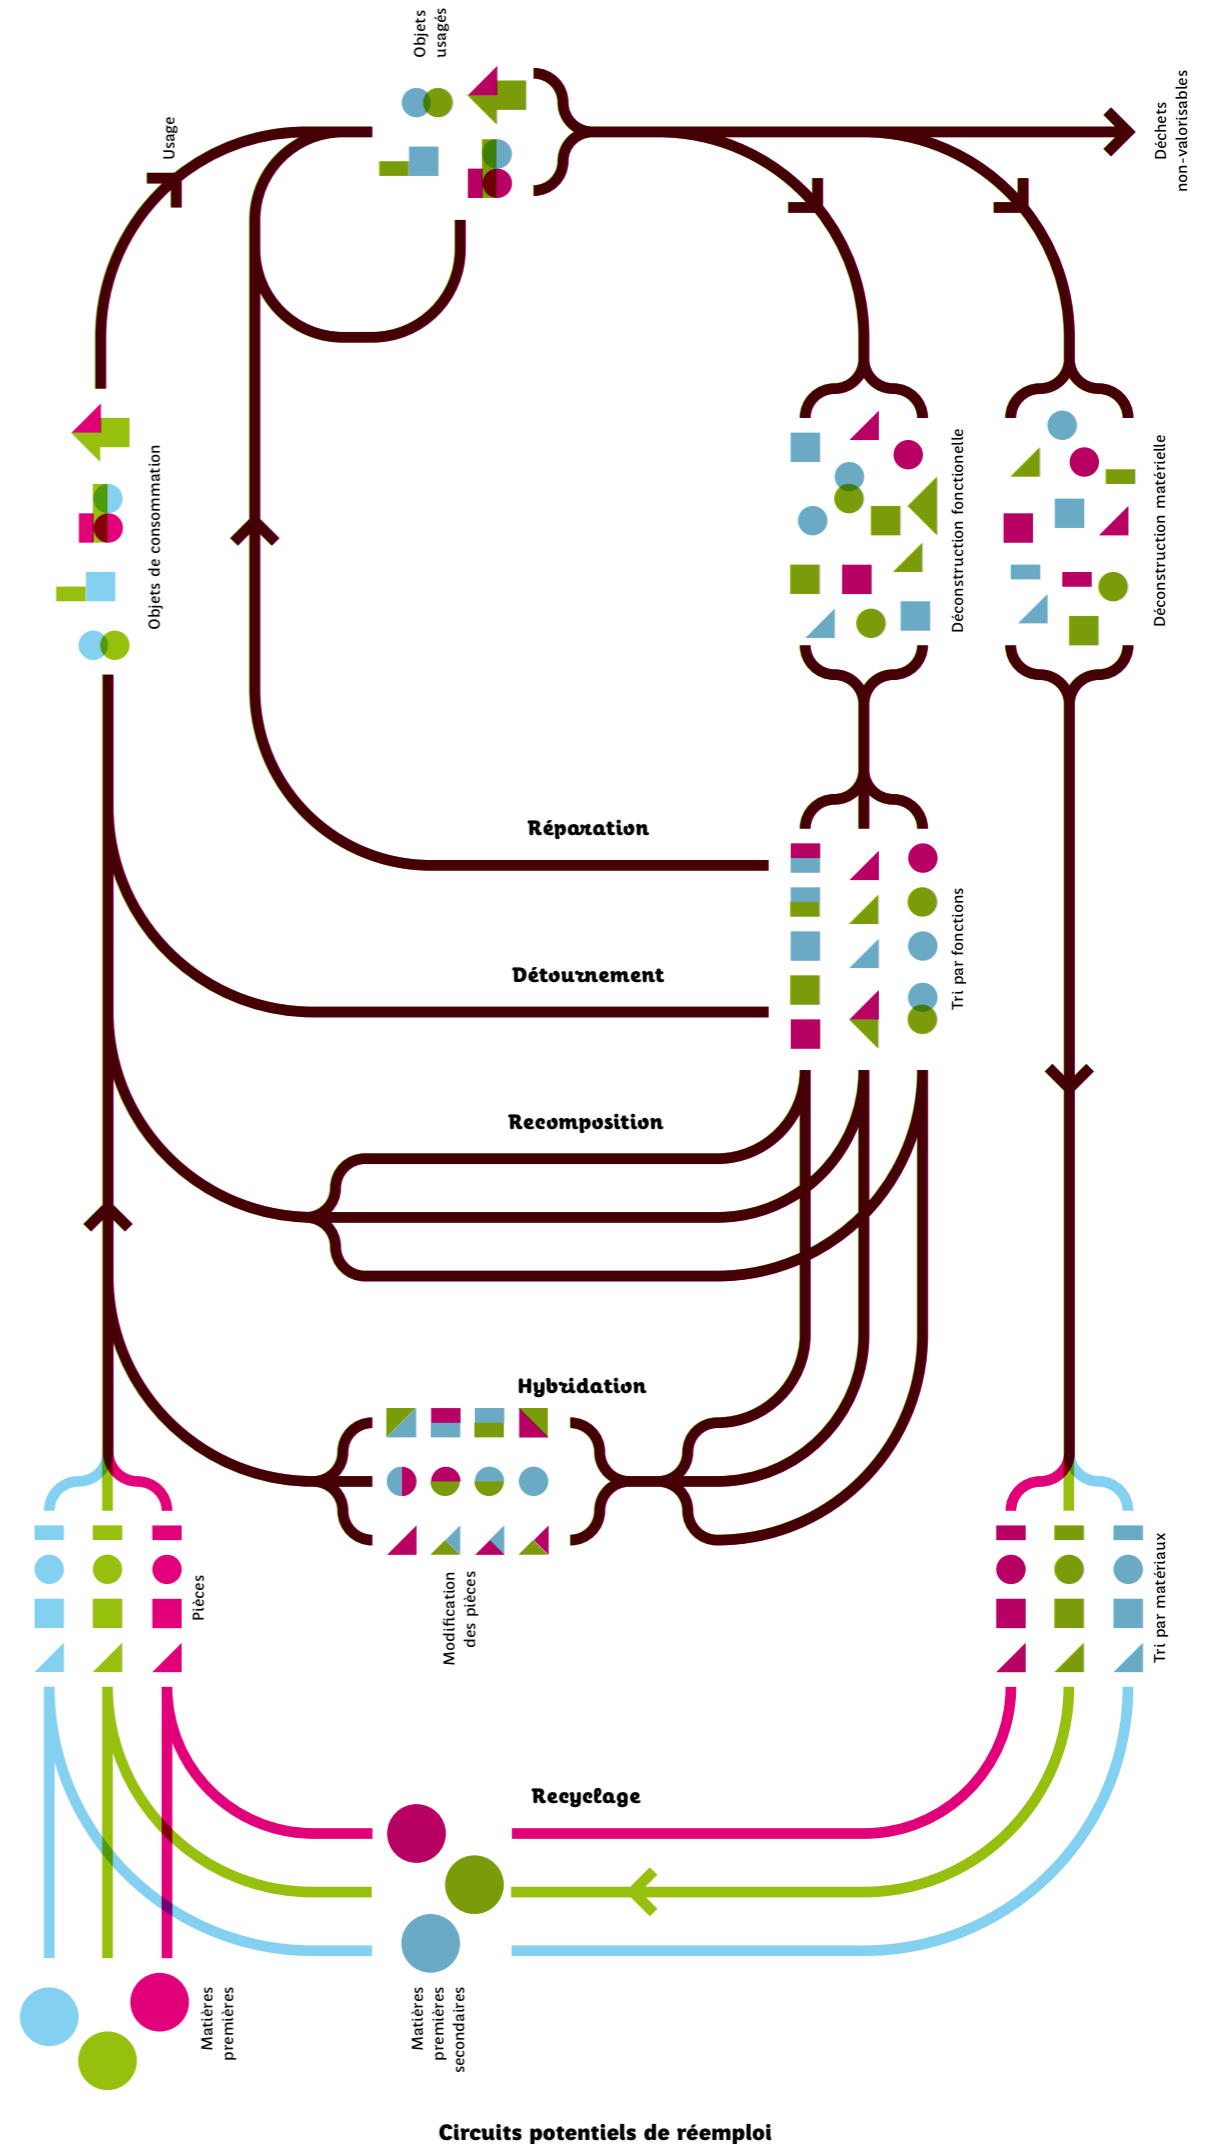 Objets
usagés
Usage
Déchets
non-valorisables
Objets de consommation
Déconstruction fonctionelle
Déconstruction matérielle
Réparation
Tri par fonctions
Détournement
Recomposition
Hybridation
Pièces
Modification
des pièces
Tri par matériaux
Recyclage
Matières
premières
Matières
premières
secondaires
Circuits potentiels de réemploi